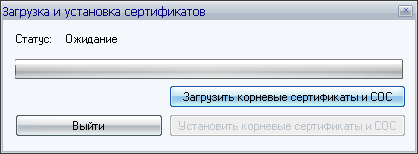 Загрузка и установка сертификатов
Статус: Ожидание
Загрузить корневые сертификаты и СОС
Выйти
Установить корневые сертификаты и СОС